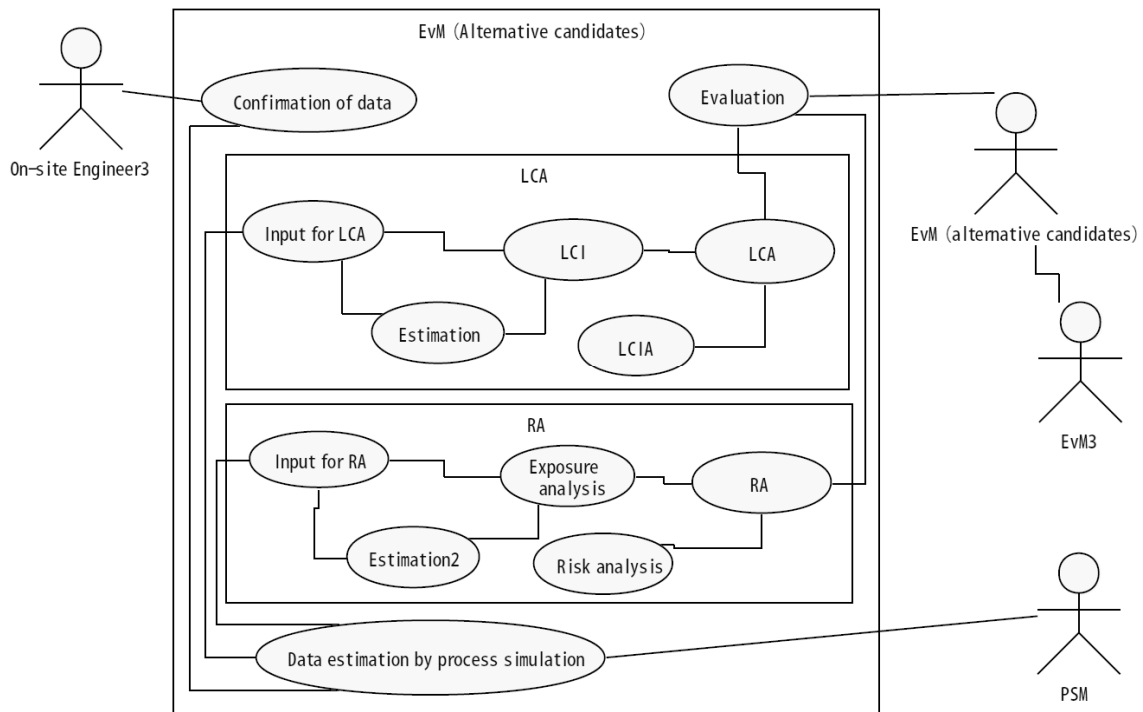 EvM (Alternative candidates)
Confirmation of data
Evaluation
On-site Engineer3
LCA
Input for LCA
LCI
LCA
EvM (alternative candidates)
Estimation
LCIA
RA
EvM3
Input for RA
Exposure
analysis
RA
Estimation2
Risk analysis
Data estimation by process simulation
PSM